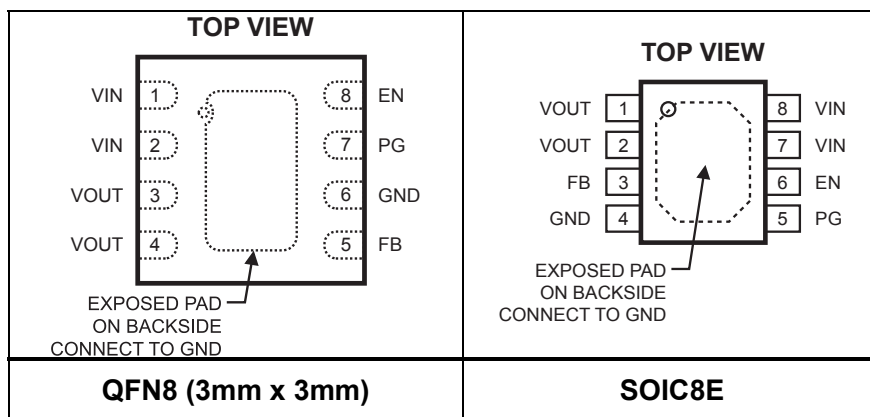 TOP VIEW
VIN 1 8 EN
VIN 2 7 PG
VOUT 3 6 GND
VOUT 4 5 FB
EXPOSED PAD
ON BACKSIDE
CONNECT TO GND
QFN8 (3mm x 3mm)
TOP VIEW
VOUT 1 8 VIN
VOUT 2 7 VIN
FB 3 6 EN
GND 4 5 PG
EXPOSED PAD
ON BACKSIDE
CONNECT TO GND
SOIC8E